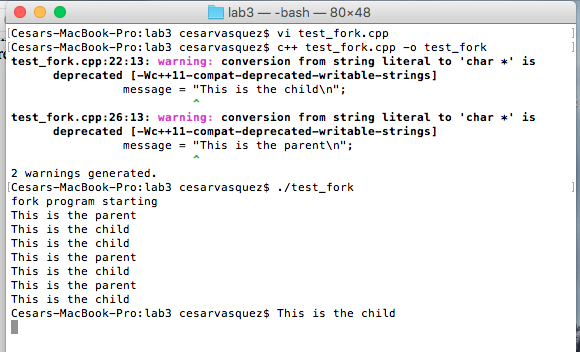 lab3 — -bash — 80×48
[Cesars-MacBook-Pro:lab3 cesarvasquez$ vi test_fork.cpp ]
[Cesars-MacBook-Pro:lab3 cesarvasquez$ c++ test_fork.cpp -o test_fork ]
test_fork.cpp:22:13: warning: conversion from string literal to 'char *' is
deprecated [-Wc++11-compat-deprecated-writable-strings]
message = "This is the child\n";
^
test_fork.cpp:26:13: warning: conversion from string literal to 'char *' is
deprecated [-Wc++11-compat-deprecated-writable-strings]
message = "This is the parent\n";
^
2 warnings generated.
[Cesars-MacBook-Pro:lab3 cesarvasquez$ ./test_fork ]
fork program starting
This is the parent
This is the child
This is the child
This is the parent
This is the child
This is the parent
This is the child
Cesars-MacBook-Pro:lab3 cesarvasquez$ This is the child